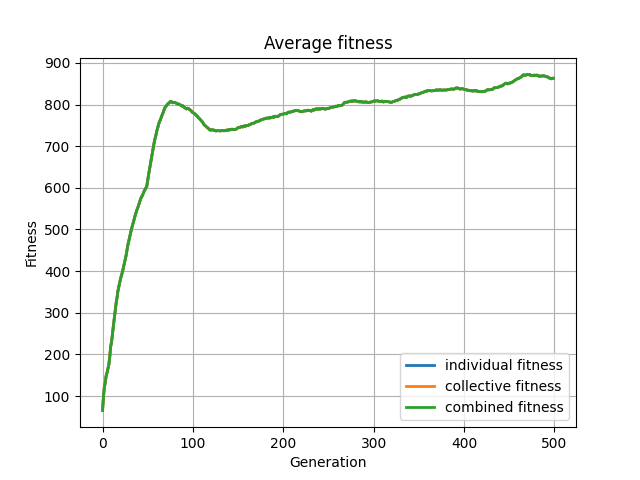 Average fitness
Fitness
900
800
700
600
500
400
300
200
100
0 100 200 300 400 500
Generation
individual fitness
collective fitness
combined fitness